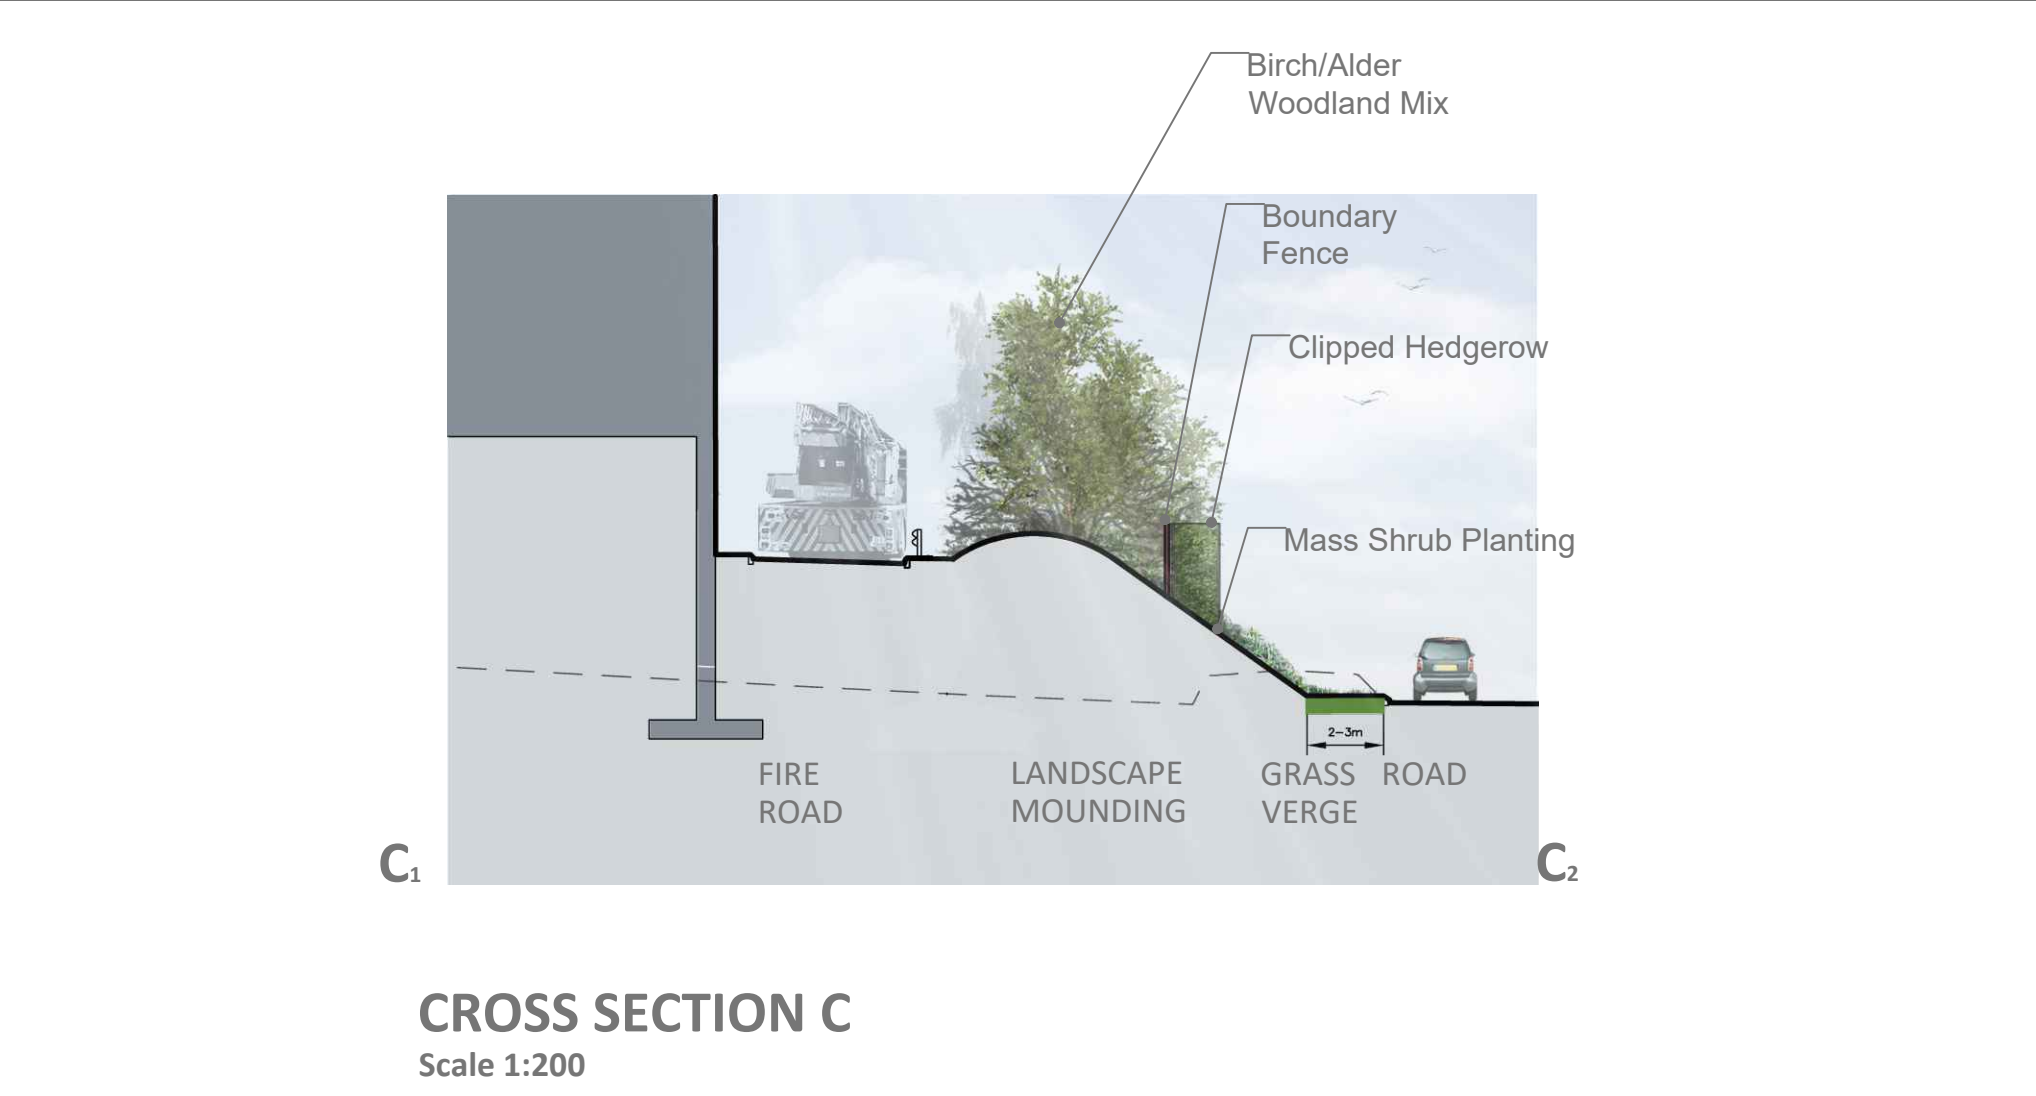 Birch/Alder
Woodland Mix
Boundary
Fence
Clipped Hedgerow
Mass Shrub Planting
2-3m
FIRE
ROAD
LANDSCAPE
MOUNDING
GRASS
VERGE
ROAD
C1
C2
CROSS SECTION C
Scale 1:200